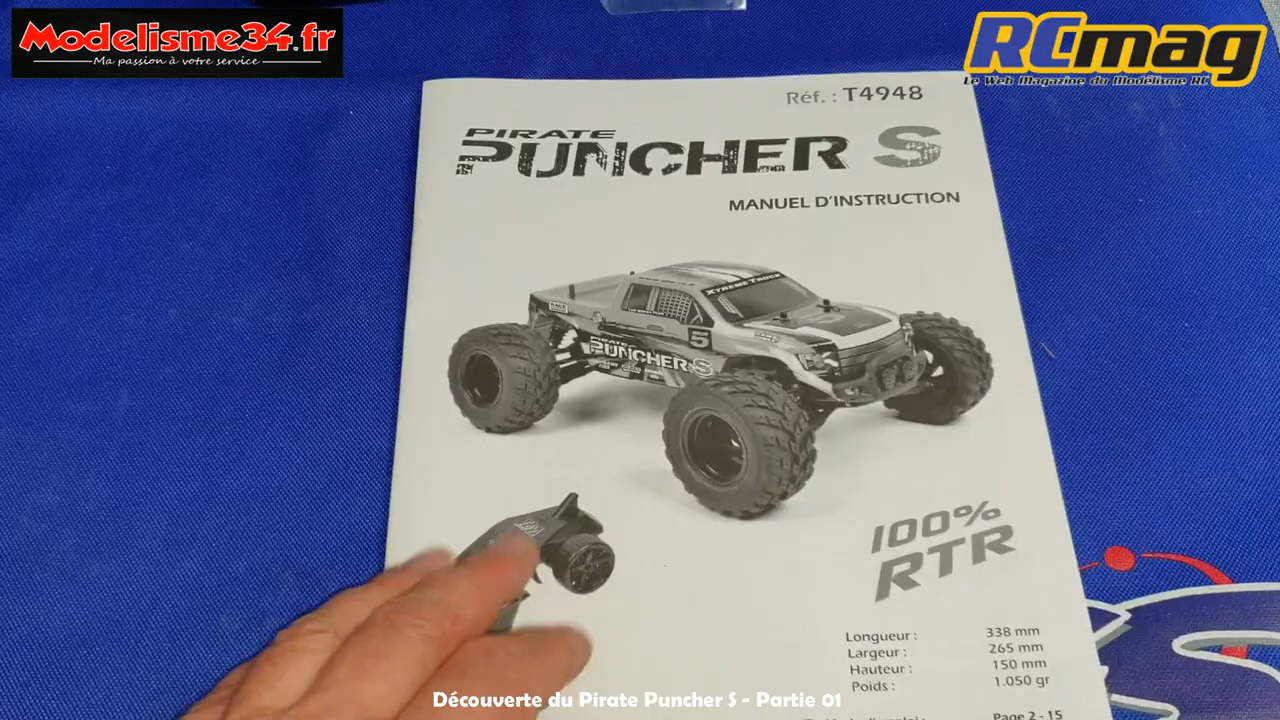 Modelisme34.fr
Ma passion à votre service
RCmag
Le Web Magazine du Modélisme RC
Réf. : T4948
PIRATE
PUNCHER S
MANUEL D'INSTRUCTION
XTREME TRUCK
5
PIRATE
PUNCHER S
100%
RTR
Longueur : 338 mm
Largeur : 265 mm
Hauteur : 150 mm
Poids : 1.050 gr
Page 2 - 15
Découverte du Pirate Puncher S - Partie 01